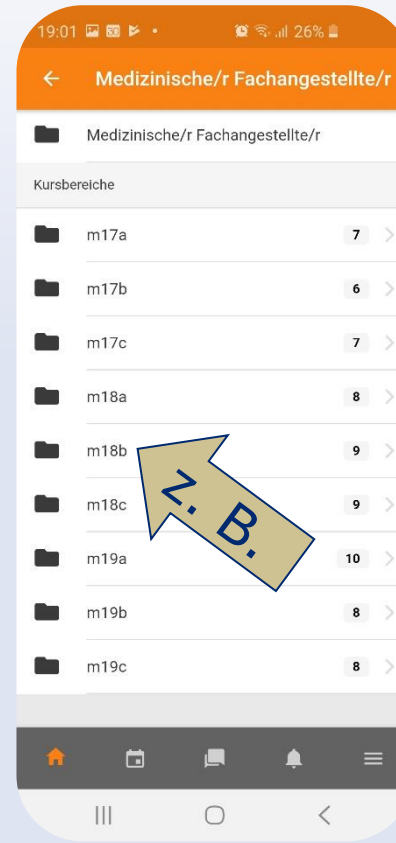 19:01 26%
Medizinische/r Fachangestellte/r
Medizinische/r Fachangestellte/r
Kursbereiche
m17a 7
m17b 6
m17c 7
m18a 8
m18b 9
m18c 9
z. B.
m19a 10
m19b 8
m19c 8